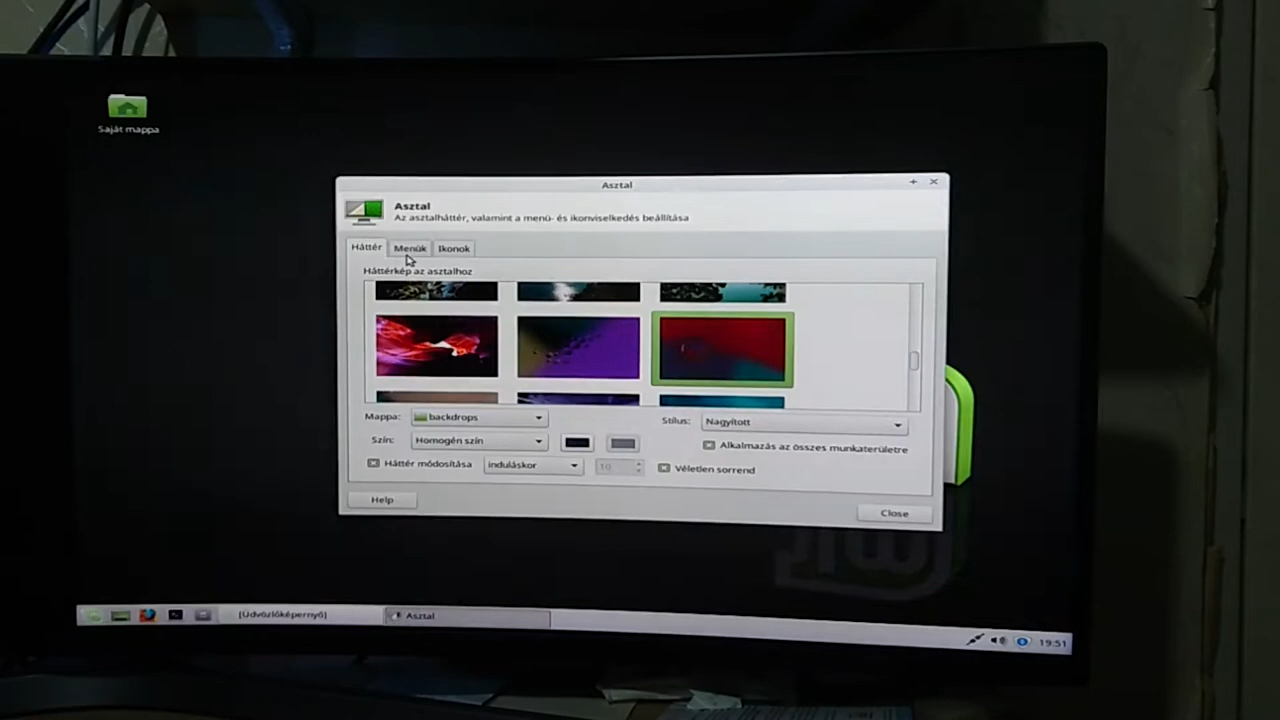 Saját mappa
Asztal
Asztal
Az asztalháttér, valamint a menü- és ikonviselkedés beállítása
Háttér Menük Ikonok
Háttérkép az asztalhoz
Mappa: backdrops Stílus: Nagyított
Szín: Homogén szín Alkalmazás az összes munkaterületre
Háttér módosítása induláskor 10 Véletlen sorrend
Help Close
[Üdvözlőképernyő] Asztal
19:51